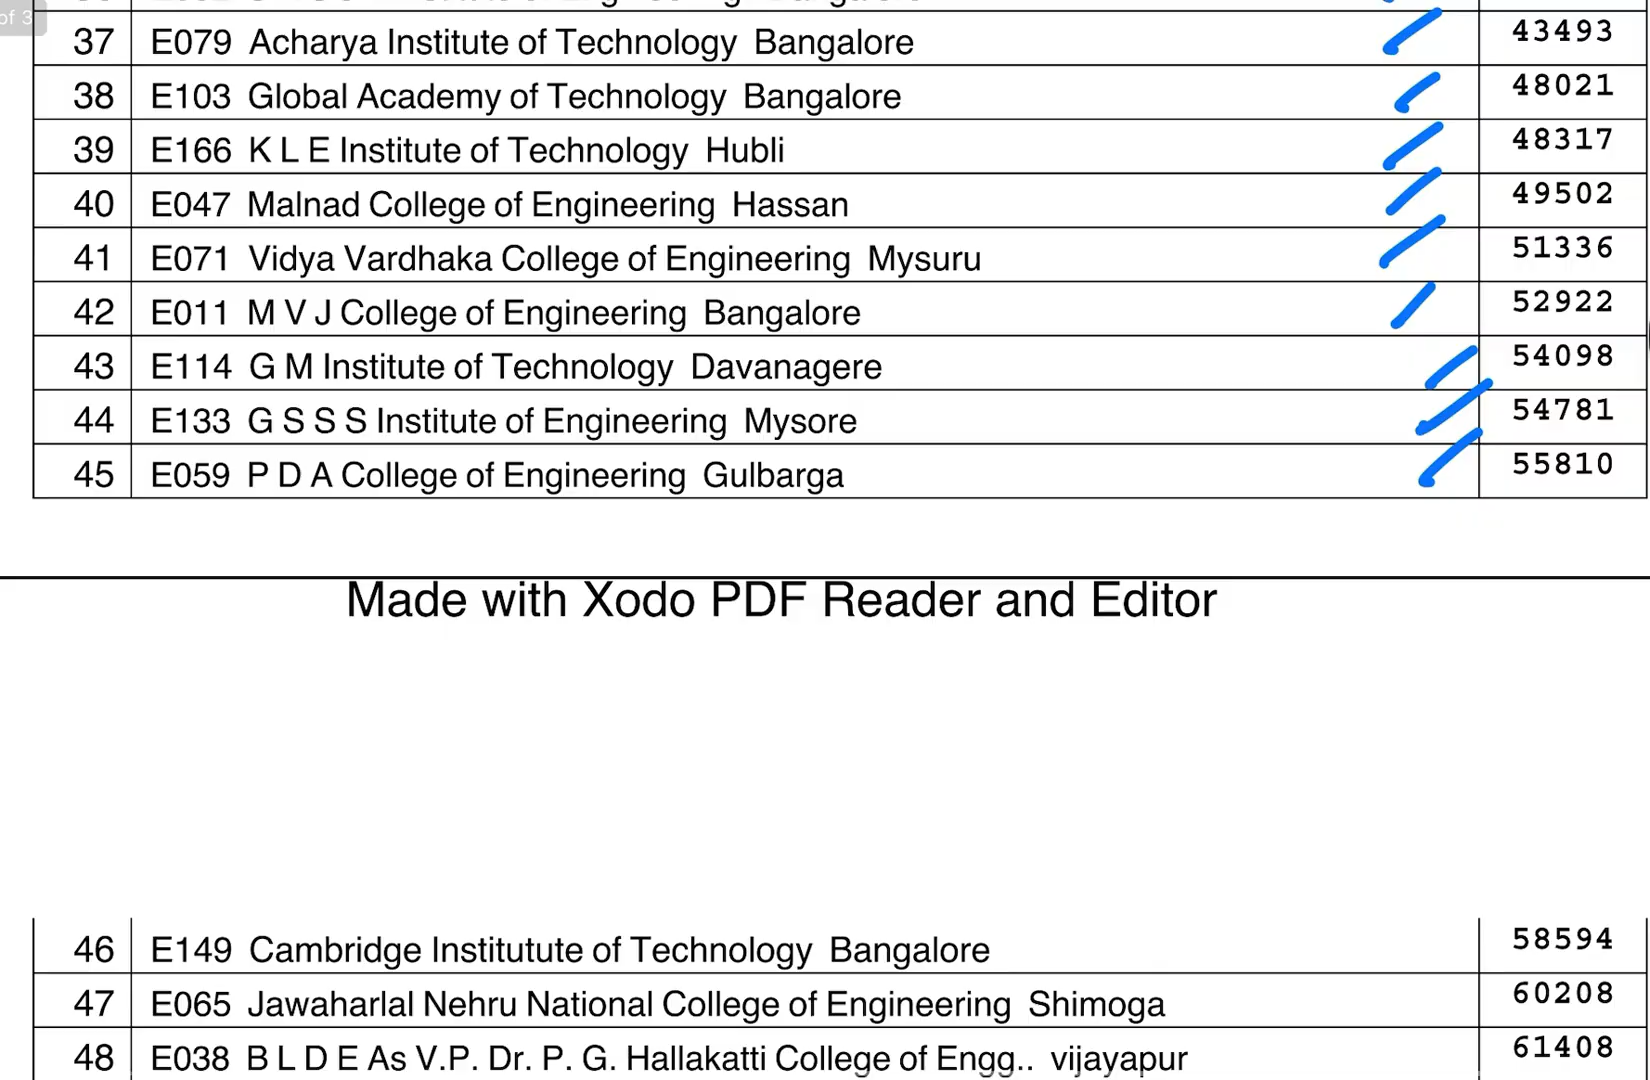 of 3
37 E079 Acharya Institute of Technology Bangalore 43493
38 E103 Global Academy of Technology Bangalore 48021
39 E166 K L E Institute of Technology Hubli 48317
40 E047 Malnad College of Engineering Hassan 49502
41 E071 Vidya Vardhaka College of Engineering Mysuru 51336
42 E011 M V J College of Engineering Bangalore 52922
43 E114 G M Institute of Technology Davanagere 54098
44 E133 G S S S Institute of Engineering Mysore 54781
45 E059 P D A College of Engineering Gulbarga 55810
Made with Xodo PDF Reader and Editor
46 E149 Cambridge Institutute of Technology Bangalore 58594
47 E065 Jawaharlal Nehru National College of Engineering Shimoga 60208
48 E038 B L D E As V.P. Dr. P. G. Hallakatti College of Engg.. vijayapur 61408